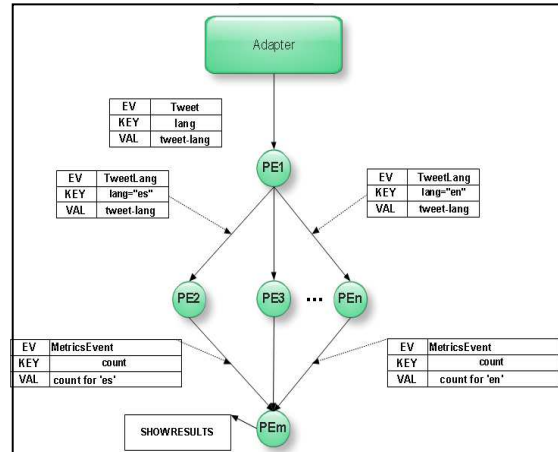 Adapter
EV Tweet
KEY lang
VAL tweet-lang
PE1
EV TweetLang
KEY lang="es"
VAL tweet-lang
EV TweetLang
KEY lang="en"
VAL tweet-lang
PE2
PE3
...
PEn
EV MetricsEvent
KEY count
VAL count for 'es'
EV MetricsEvent
KEY count
VAL count for 'en'
SHOWRESULTS
PEm